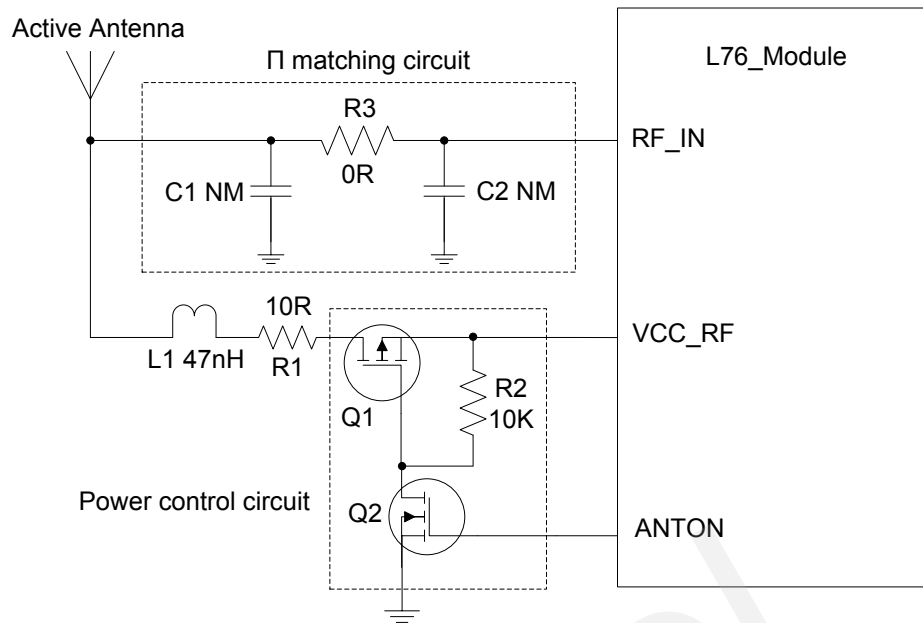 Active Antenna
Π matching circuit
L76_Module
R3
0R
RF_IN
C1 NM
C2 NM
10R
R1
L1 47nH
VCC_RF
R2
10K
Q1
Power control circuit
Q2
ANTON